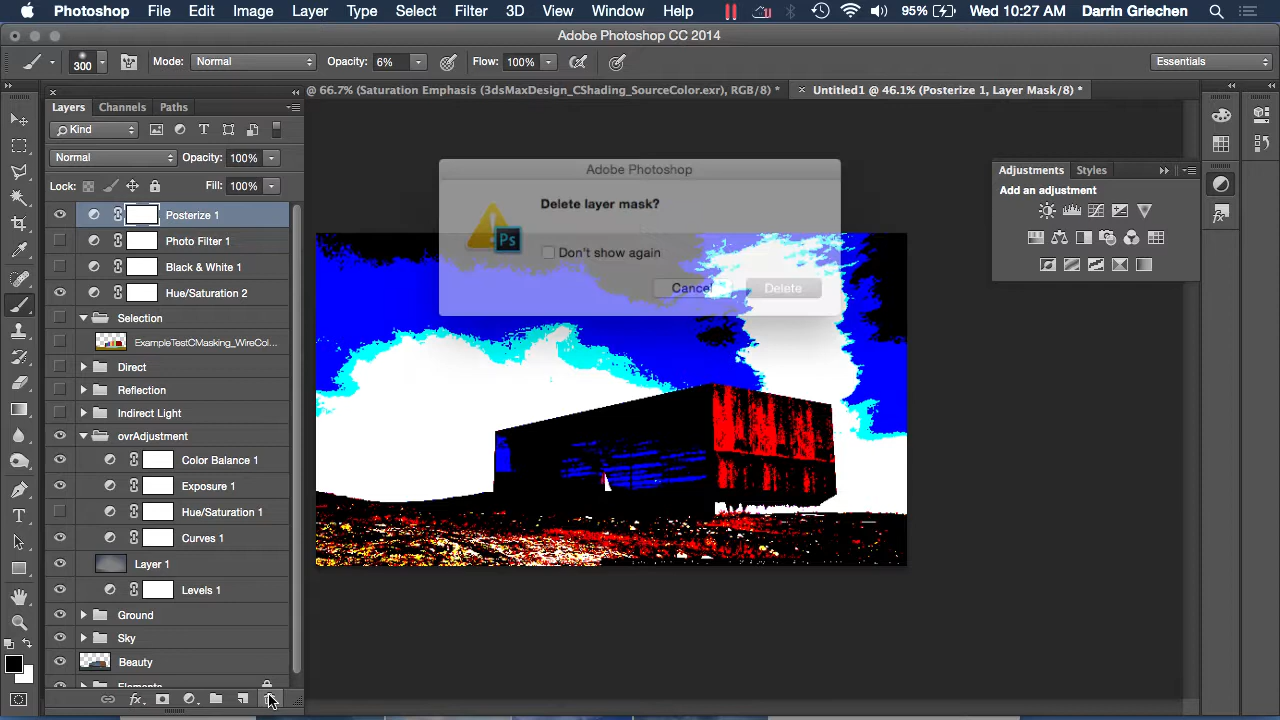 Photoshop File Edit Image Layer Type Select Filter 3D View Window Help 95% Wed 10:27 AM Darrin Griechen
Adobe Photoshop CC 2014
300 Mode: Normal Opacity: 6% Flow: 100% Essentials
@ 66.7% (Saturation Emphasis (3dsMaxDesign_CShading_SourceColor.exr), RGB/8) * Untitled1 @ 46.1% (Posterize 1, Layer Mask/8) *
Layers Channels Paths
Kind
Normal Opacity: 100%
Lock: Fill: 100%
Posterize 1
Photo Filter 1
Black & White 1
Hue/Saturation 2
Selection
ExampleTestCMasking_WireCol...
Direct
Reflection
Indirect Light
ovrAdjustment
Color Balance 1
Exposure 1
Hue/Saturation 1
Curves 1
Layer 1
Levels 1
Ground
Sky
Beauty
Elements
fx
Adobe Photoshop
Delete layer mask?
Ps
Don't show again
Cancel Delete
Adjustments Styles
Add an adjustment